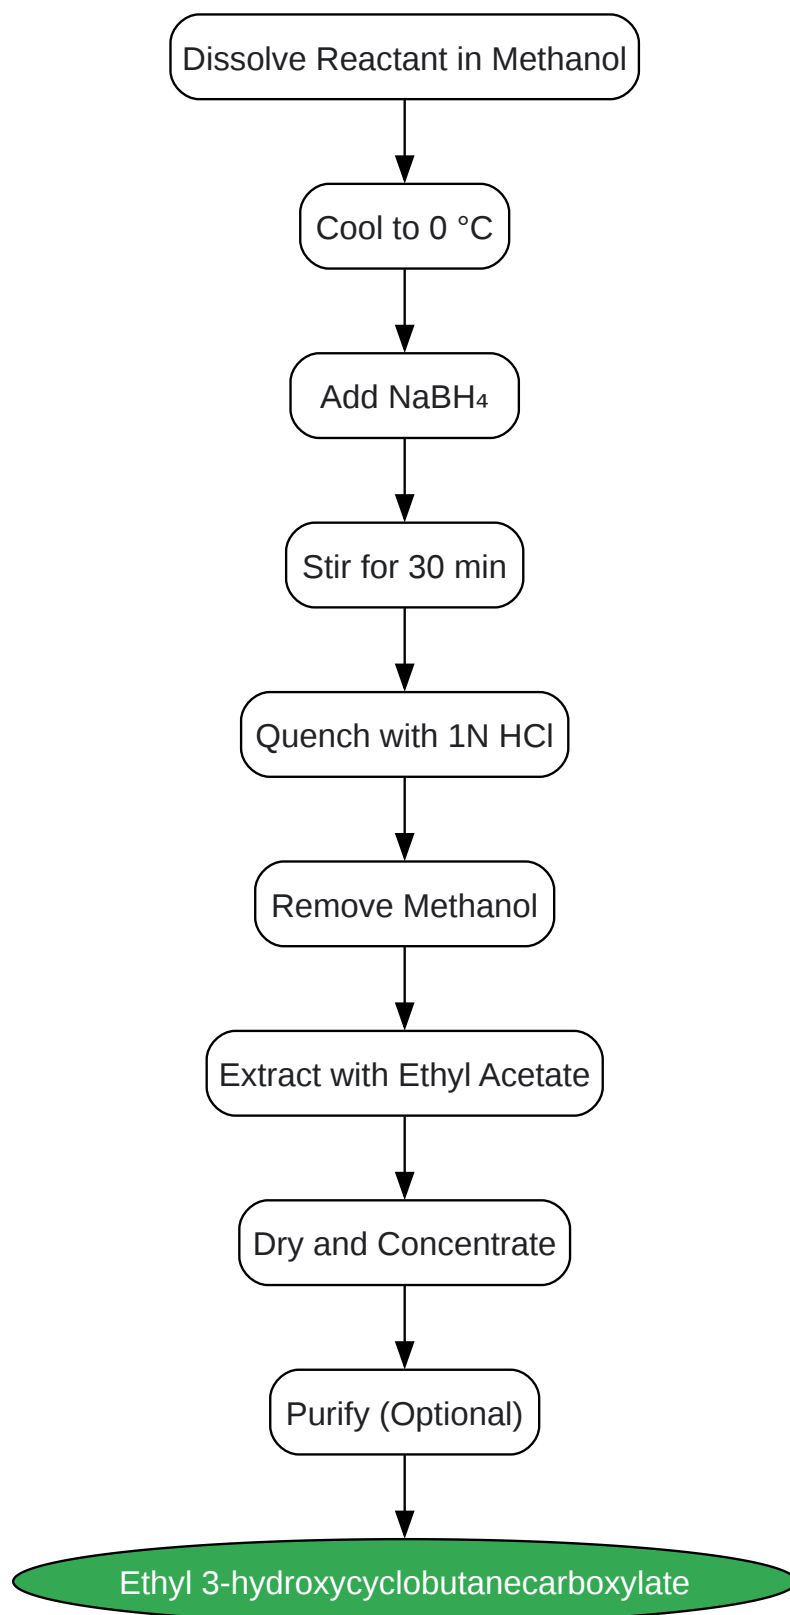 Dissolve Reactant in Methanol
Cool to 0 °C
Add NaBH₄
Stir for 30 min
Quench with 1N HCl
Remove Methanol
Extract with Ethyl Acetate
Dry and Concentrate
Purify (Optional)
Ethyl 3-hydroxycyclobutanecarboxylate